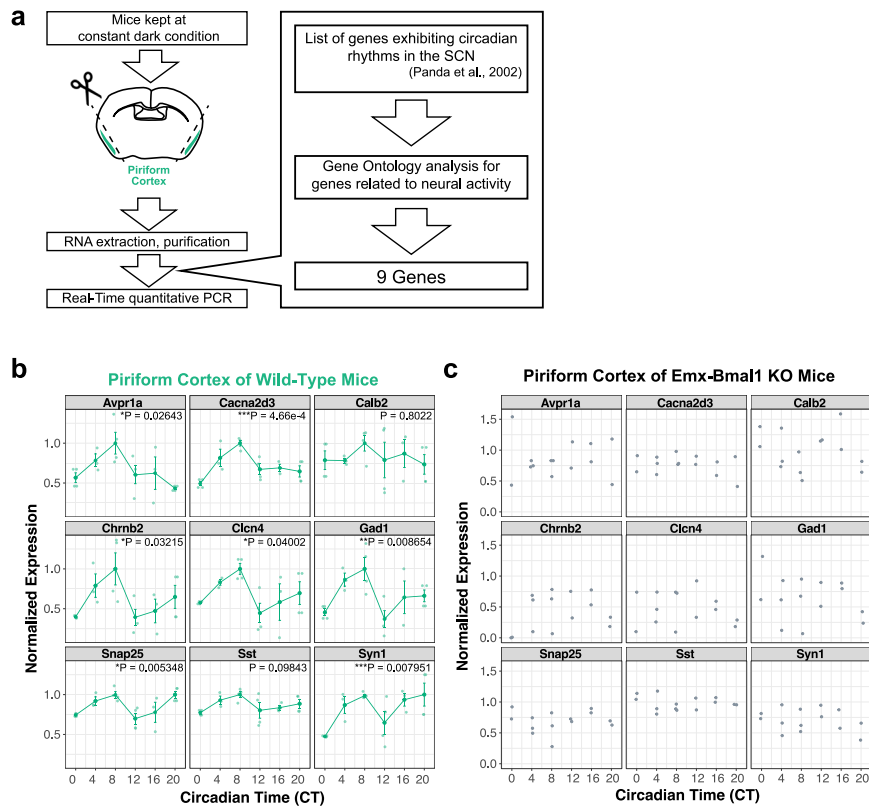 a
Mice kept at
constant dark condition
Piriform
Cortex
RNA extraction, purification
Real-Time quantitative PCR
List of genes exhibiting circadian
rhythms in the SCN
(Panda et al., 2002)
Gene Ontology analysis for
genes related to neural activity
9 Genes
b
Piriform Cortex of Wild-Type Mice
Normalized Expression
Avpr1a
Cacna2d3
Calb2
*P = 0.02643
***P = 4.66e-4
P = 0.8022
1.0
0.5
Chrnb2
Clcn4
Gad1
*P = 0.03215
*P = 0.04002
**P = 0.008654
1.0
0.5
Snap25
Sst
Syn1
*P = 0.005348
P = 0.09843
***P = 0.007951
1.0
0.5
0 4 8 12 16 20 0 4 8 12 16 20 0 4 8 12 16 20
Circadian Time (CT)
c
Piriform Cortex of Emx-Bmal1 KO Mice
Normalized Expression
Avpr1a
Cacna2d3
Calb2
1.5
1.0
0.5
0.0
Chrnb2
Clcn4
Gad1
1.5
1.0
0.5
0.0
Snap25
Sst
Syn1
1.5
1.0
0.5
0.0
0 4 8 12 16 20 0 4 8 12 16 20 0 4 8 12 16 20
Circadian Time (CT)